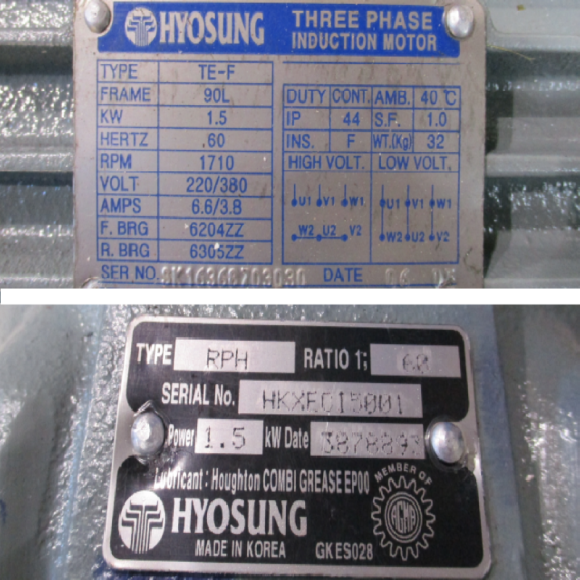 HYOSUNG THREE PHASE INDUCTION MOTOR
TYPE TE-F
FRAME 90L
KW 1.5
HERTZ 60
RPM 1710
VOLT 220/380
AMPS 6.6/3.8
F. BRG 6204ZZ
R. BRG 6305ZZ
DUTY CONT. AMB. 40℃
IP 44 S.F. 1.0
INS. F WT.(Kg) 32
HIGH VOLT. LOW VOLT.
U1 V1 W1 U1 V1 W1
W2 U2 V2 W2 U2 V2
SER NO. DATE
TYPE RPH RATIO 1;
SERIAL No.
Power 1.5 kW Date
Lubricant : Houghton COMBI GREASE EP00
MEMBER OF
AGMA
HYOSUNG
MADE IN KOREA GKES028